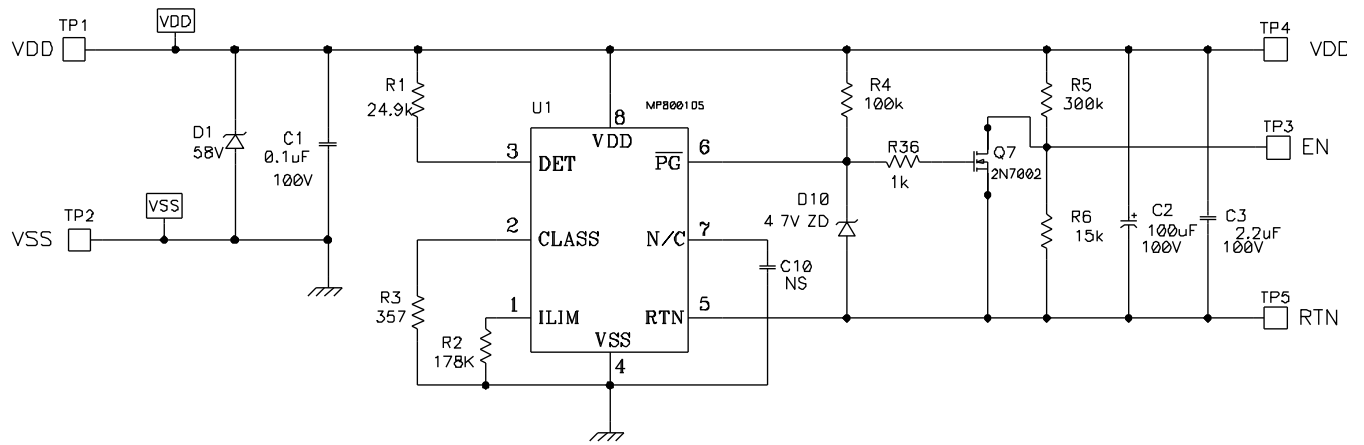 TP1
VDD
VDD
TP4
VDD
R1
24.9k
U1
MP8001DS
R4
100k
R5
300k
8
VDD
D1
58V
C1
0.1uF
100V
3
DET
PG
6
R36
1k
Q7
2N7002
TP3
EN
TP2
VSS
VSS
2
CLASS
N/C
7
D10
4 7V ZD
R6
15k
C2
+
100uF
100V
C3
2.2uF
100V
C10
NS
R3
357
1
ILIM
RTN
5
TP5
RTN
R2
178K
VSS
4